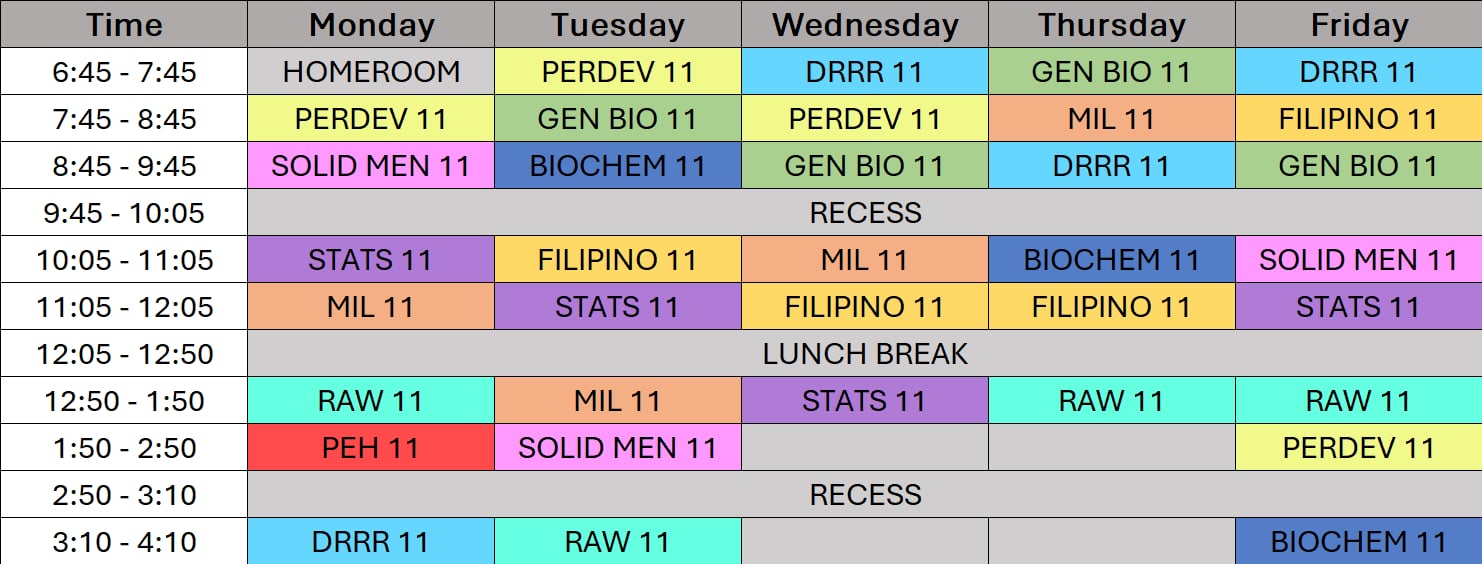 Time Monday Tuesday Wednesday Thursday Friday
6:45 - 7:45 HOMEROOM PERDEV 11 DRRR 11 GEN BIO 11 DRRR 11
7:45 - 8:45 PERDEV 11 GEN BIO 11 PERDEV 11 MIL 11 FILIPINO 11
8:45 - 9:45 SOLID MEN 11 BIOCHEM 11 GEN BIO 11 DRRR 11 GEN BIO 11
9:45 - 10:05 RECESS
10:05 - 11:05 STATS 11 FILIPINO 11 MIL 11 BIOCHEM 11 SOLID MEN 11
11:05 - 12:05 MIL 11 STATS 11 FILIPINO 11 FILIPINO 11 STATS 11
12:05 - 12:50 LUNCH BREAK
12:50 - 1:50 RAW 11 MIL 11 STATS 11 RAW 11 RAW 11
1:50 - 2:50 PEH 11 SOLID MEN 11 PERDEV 11
2:50 - 3:10 RECESS
3:10 - 4:10 DRRR 11 RAW 11 BIOCHEM 11